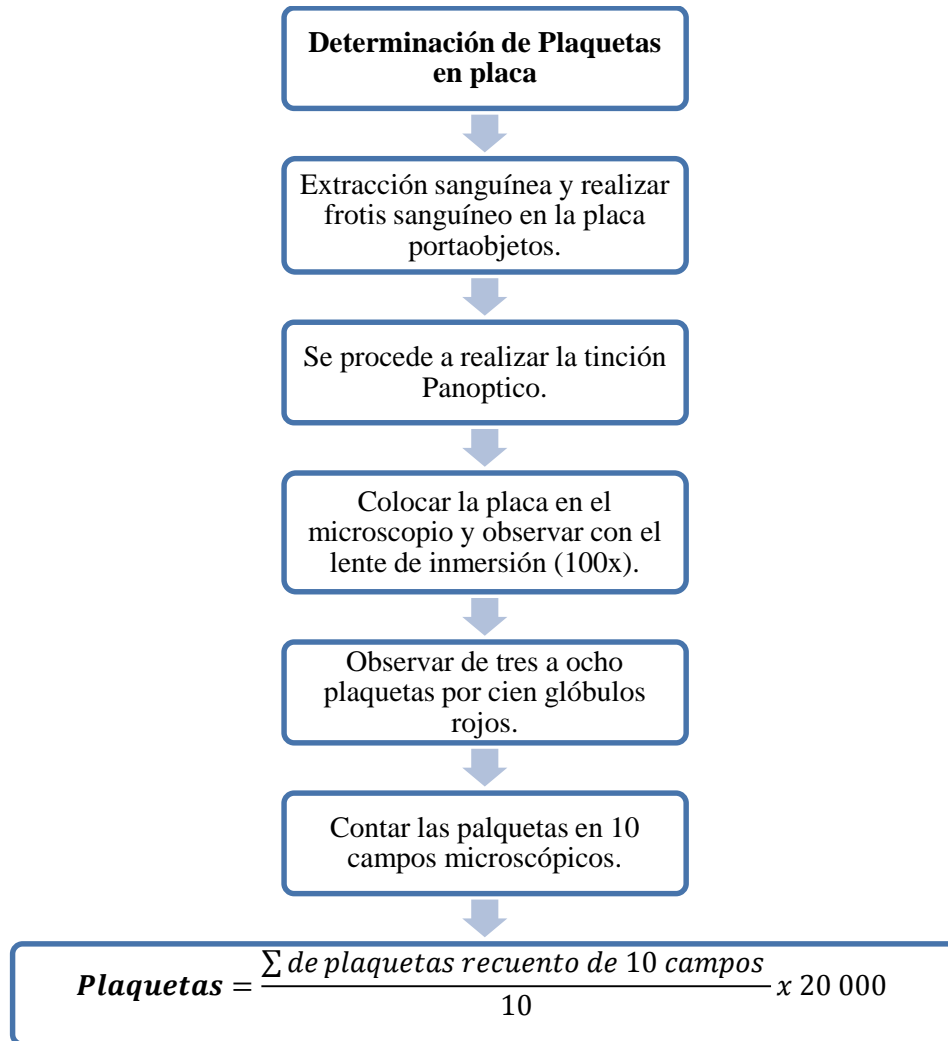 Determinación de Plaquetas
en placa
Extracción sanguínea y realizar
frotis sanguíneo en la placa
portaobjetos.
Se procede a realizar la tinción
Panoptico.
Colocar la placa en el
microscopio y observar con el
lente de inmersión (100x).
Observar de tres a ocho
plaquetas por cien glóbulos
rojos.
Contar las palquetas en 10
campos microscópicos.
Plaquetas = ∑ de plaquetas recuento de 10 campos / 10 x 20 000